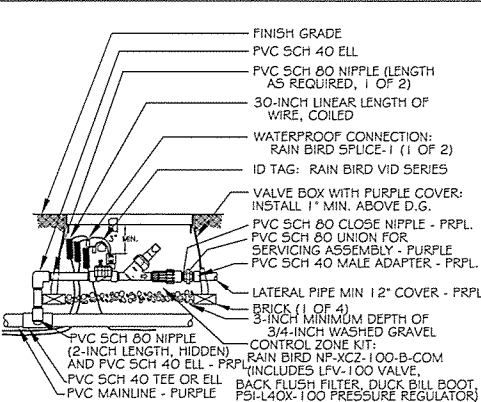 FINISH GRADE
PVC SCH 40 ELL
PVC SCH 80 NIPPLE (LENGTH
AS REQUIRED, 1 OF 2)
30-INCH LINEAR LENGTH OF
WIRE, COILED
WATERPROOF CONNECTION:
RAIN BIRD SPLICE-1 (1 OF 2)
ID TAG: RAIN BIRD VID SERIES
VALVE BOX WITH PURPLE COVER:
INSTALL 1" MIN. ABOVE D.G.
3" MIN.
PVC SCH 80 CLOSE NIPPLE - PRPL.
PVC SCH 80 UNION FOR
SERVICING ASSEMBLY - PURPLE
PVC SCH 40 MALE ADAPTER - PRPL.
LATERAL PIPE MIN 12" COVER - PRPL
BRICK (1 OF 4)
3-INCH MINIMUM DEPTH OF
3/4-INCH WASHED GRAVEL
CONTROL ZONE KIT:
RAIN BIRD NP-XCZ-100-B-COM
(INCLUDES LFV-100 VALVE,
BACK FLUSH FILTER, DUCK BILL BOOT,
PSI-L40X-100 PRESSURE REGULATOR)
PVC SCH 80 NIPPLE
(2-INCH LENGTH, HIDDEN)
AND PVC SCH 40 ELL - PRPL
PVC SCH 40 TEE OR ELL
PVC MAINLINE - PURPLE